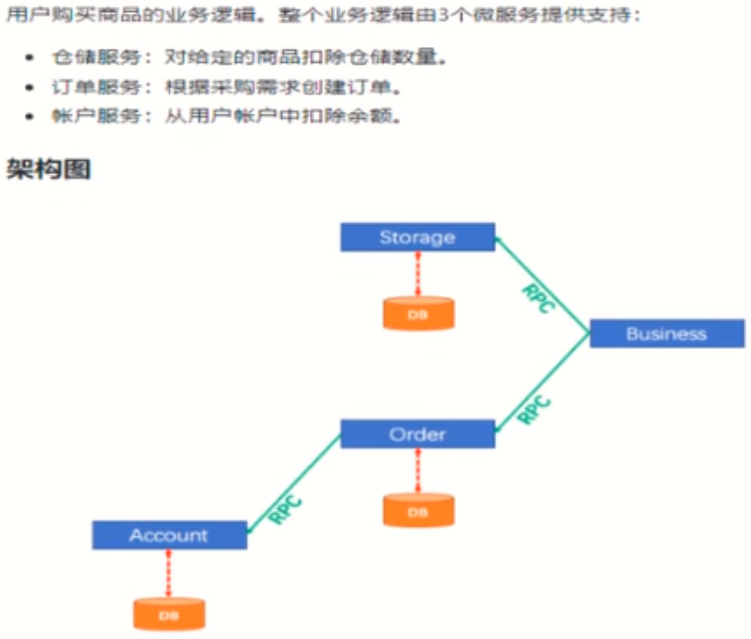 用户购买商品的业务逻辑。整个业务逻辑由3个微服务提供支持：
• 仓储服务：对给定的商品扣除仓储数量。
• 订单服务：根据采购需求创建订单。
• 帐户服务：从用户帐户中扣除余额。
架构图
Storage
RPC
DB
Business
RPC
Order
RPC
DB
Account
DB